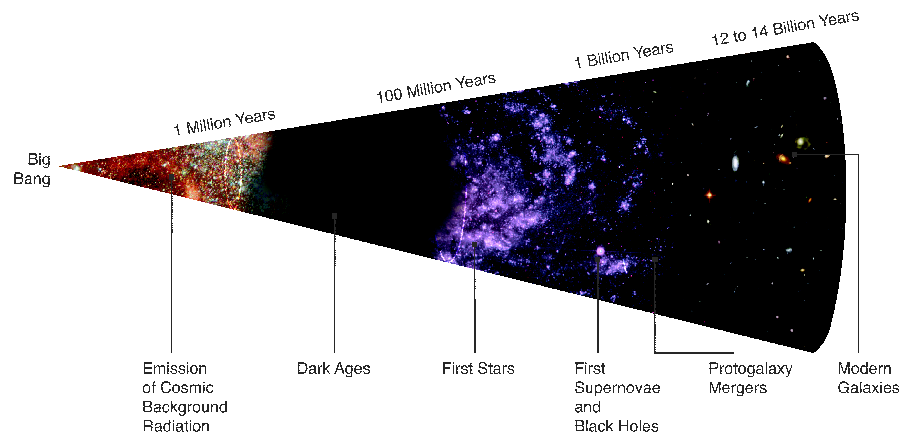 12 to 14 Billion Years
1 Billion Years
100 Million Years
1 Million Years
Big
Bang
Emission
of Cosmic
Background
Radiation
Dark Ages
First Stars
First
Supernovae
and
Black Holes
Protogalaxy
Mergers
Modern
Galaxies